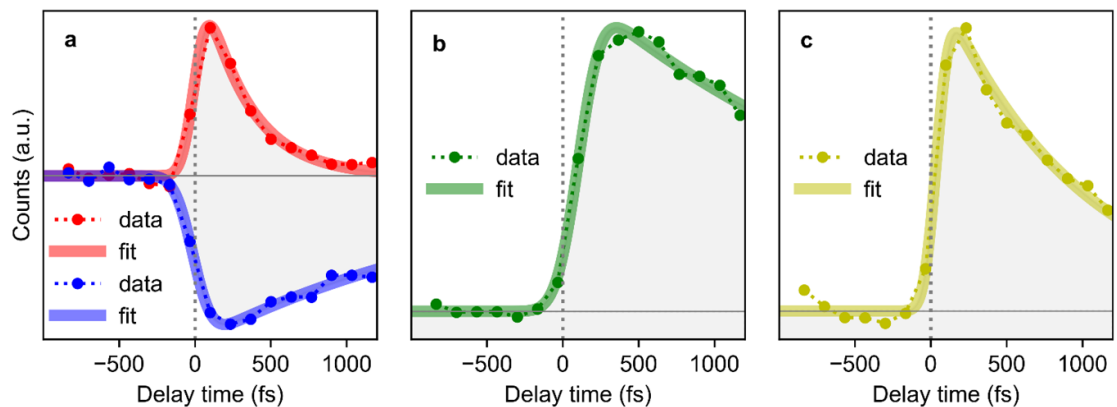 a
b
c
Counts (a.u.)
data
fit
data
fit
data
fit
data
fit
−500 0 500 1000
−500 0 500 1000
−500 0 500 1000
Delay time (fs)
Delay time (fs)
Delay time (fs)